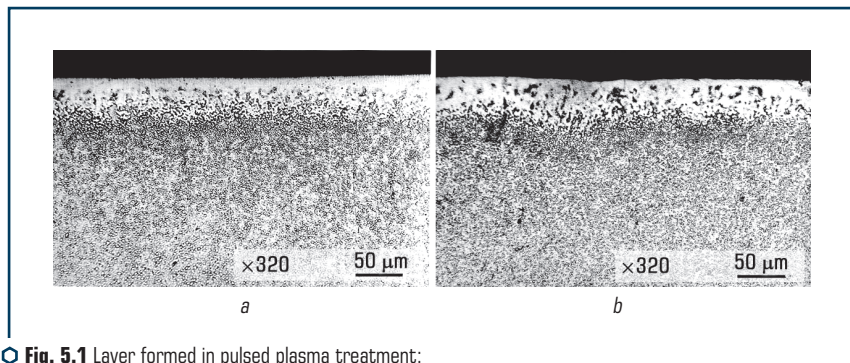 ×320 50 µm
×320 50 µm
a
b
Fig. 5.1 Layer formed in pulsed plasma treatment: